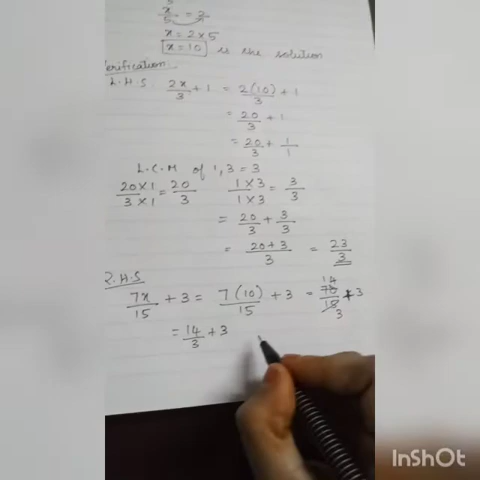 5
x/5 = 2
x = 2 × 5
x = 10 is the solution
Verification
L.H.S 2x/3 + 1 = 2(10)/3 + 1
= 20/3 + 1
= 20/3 + 1/1
L.C.M of 1, 3 = 3
20×1/3×1 = 20/3 1×3/1×3 = 3/3
= 20/3 + 3/3
= 20+3/3 = 23/3
R.H.S
7x/15 + 3 = 7(10)/15 + 3 = 14 70/15 3 + 3
= 14/3 + 3
InShOt